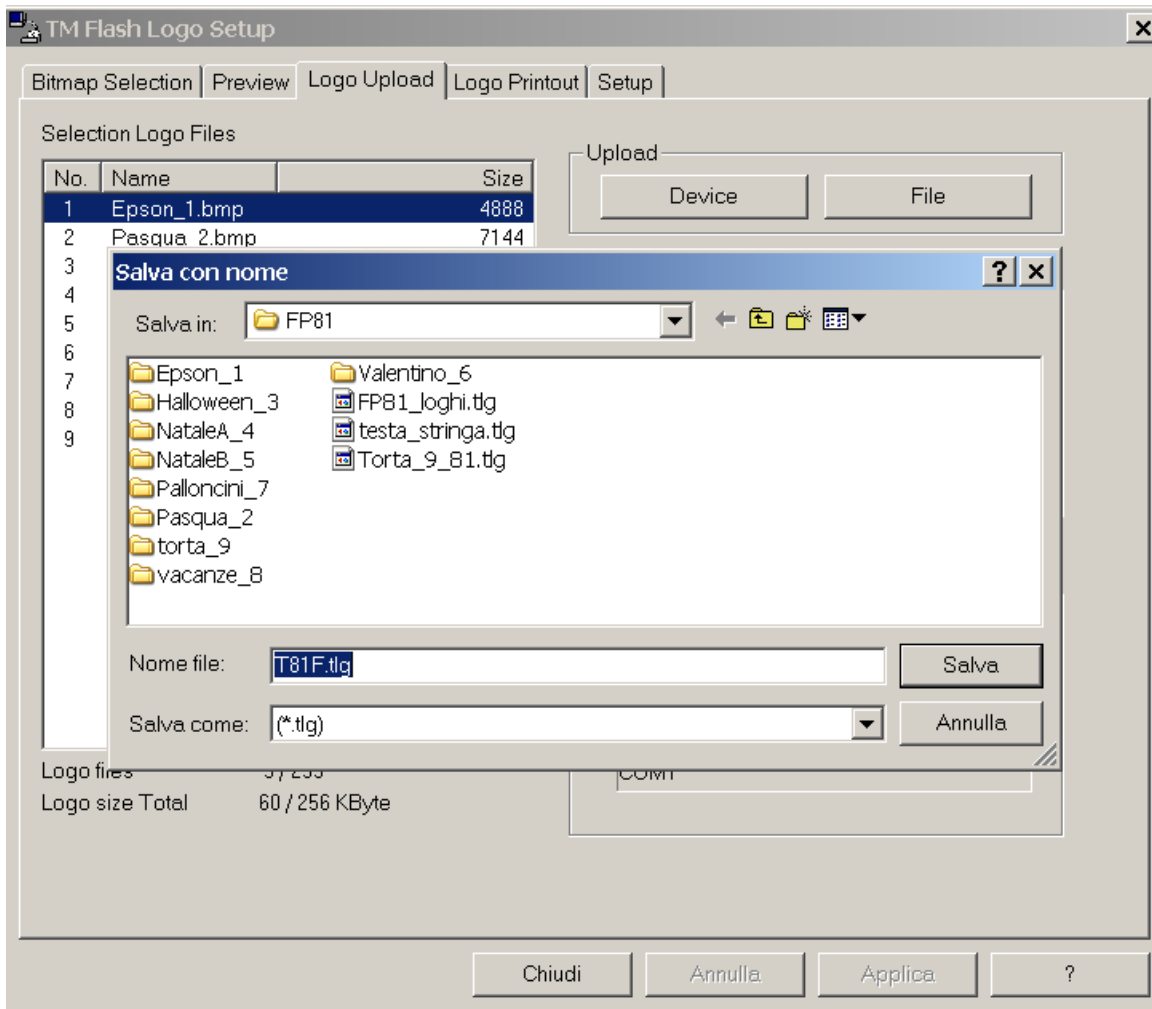 TM Flash Logo Setup
Bitmap Selection Preview Logo Upload Logo Printout Setup
Selection Logo Files
Upload
No. Name Size
Device File
1 Epson_1.bmp 4888
2 Pasqua_2.bmp 7144
3
Salva con nome
4
5
Salva in: FP81
6
7
8
9
Epson_1 Valentino_6
Halloween_3 FP81_loghi.tlg
NataleA_4 testa_stringa.tlg
NataleB_5 Torta_9_81.tlg
Palloncini_7
Pasqua_2
torta_9
vacanze_8
Nome file: T81F.tlg Salva
Salva come: (*.tlg) Annulla
Logo files
COM1
Logo size Total 60 / 256 KByte
Chiudi Annulla Applica ?